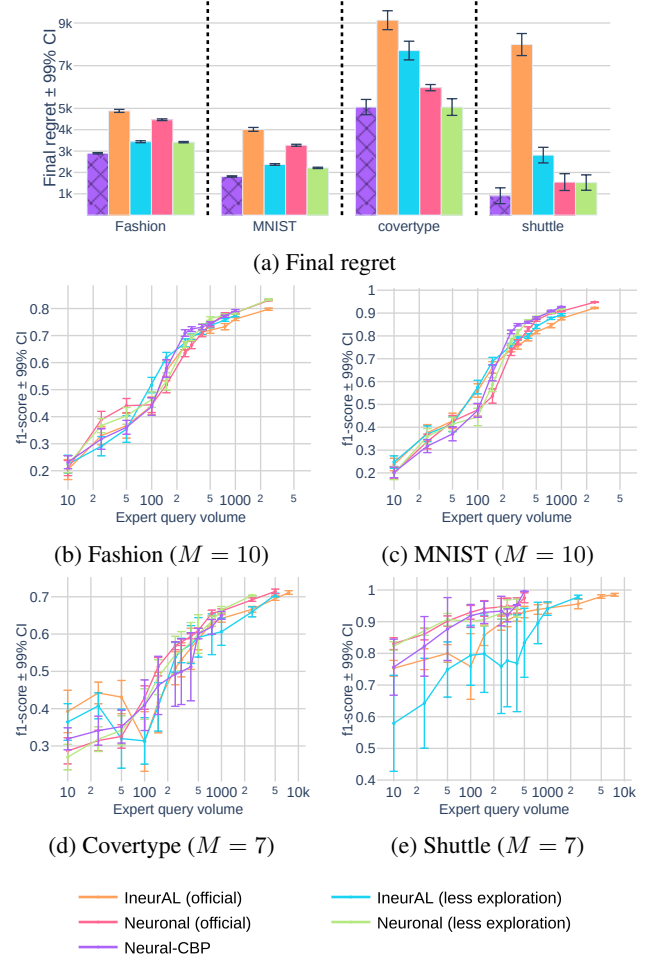 Final regret ± 99% CI
9k
7k
5k
4k
3k
2k
1k
Fashion MNIST covertype shuttle
(a) Final regret
f1-score ± 99% CI
0.8
0.7
0.6
0.5
0.4
0.3
0.2
10 2 5 100 2 5 1000 2 5
Expert query volume
f1-score ± 99% CI
1
0.9
0.8
0.7
0.6
0.5
0.4
0.3
0.2
10 2 5 100 2 5 1000 2 5
Expert query volume
(b) Fashion (M = 10)
(c) MNIST (M = 10)
f1-score ± 99% CI
0.7
0.6
0.5
0.4
0.3
10 2 5 100 2 5 1000 2 5 10k
Expert query volume
f1-score ± 99% CI
1
0.9
0.8
0.7
0.6
0.5
0.4
10 2 5 100 2 5 1000 2 5 10k
Expert query volume
(d) Covertype (M = 7)
(e) Shuttle (M = 7)
IneurAL (official)
IneurAL (less exploration)
Neuronal (official)
Neuronal (less exploration)
Neural-CBP